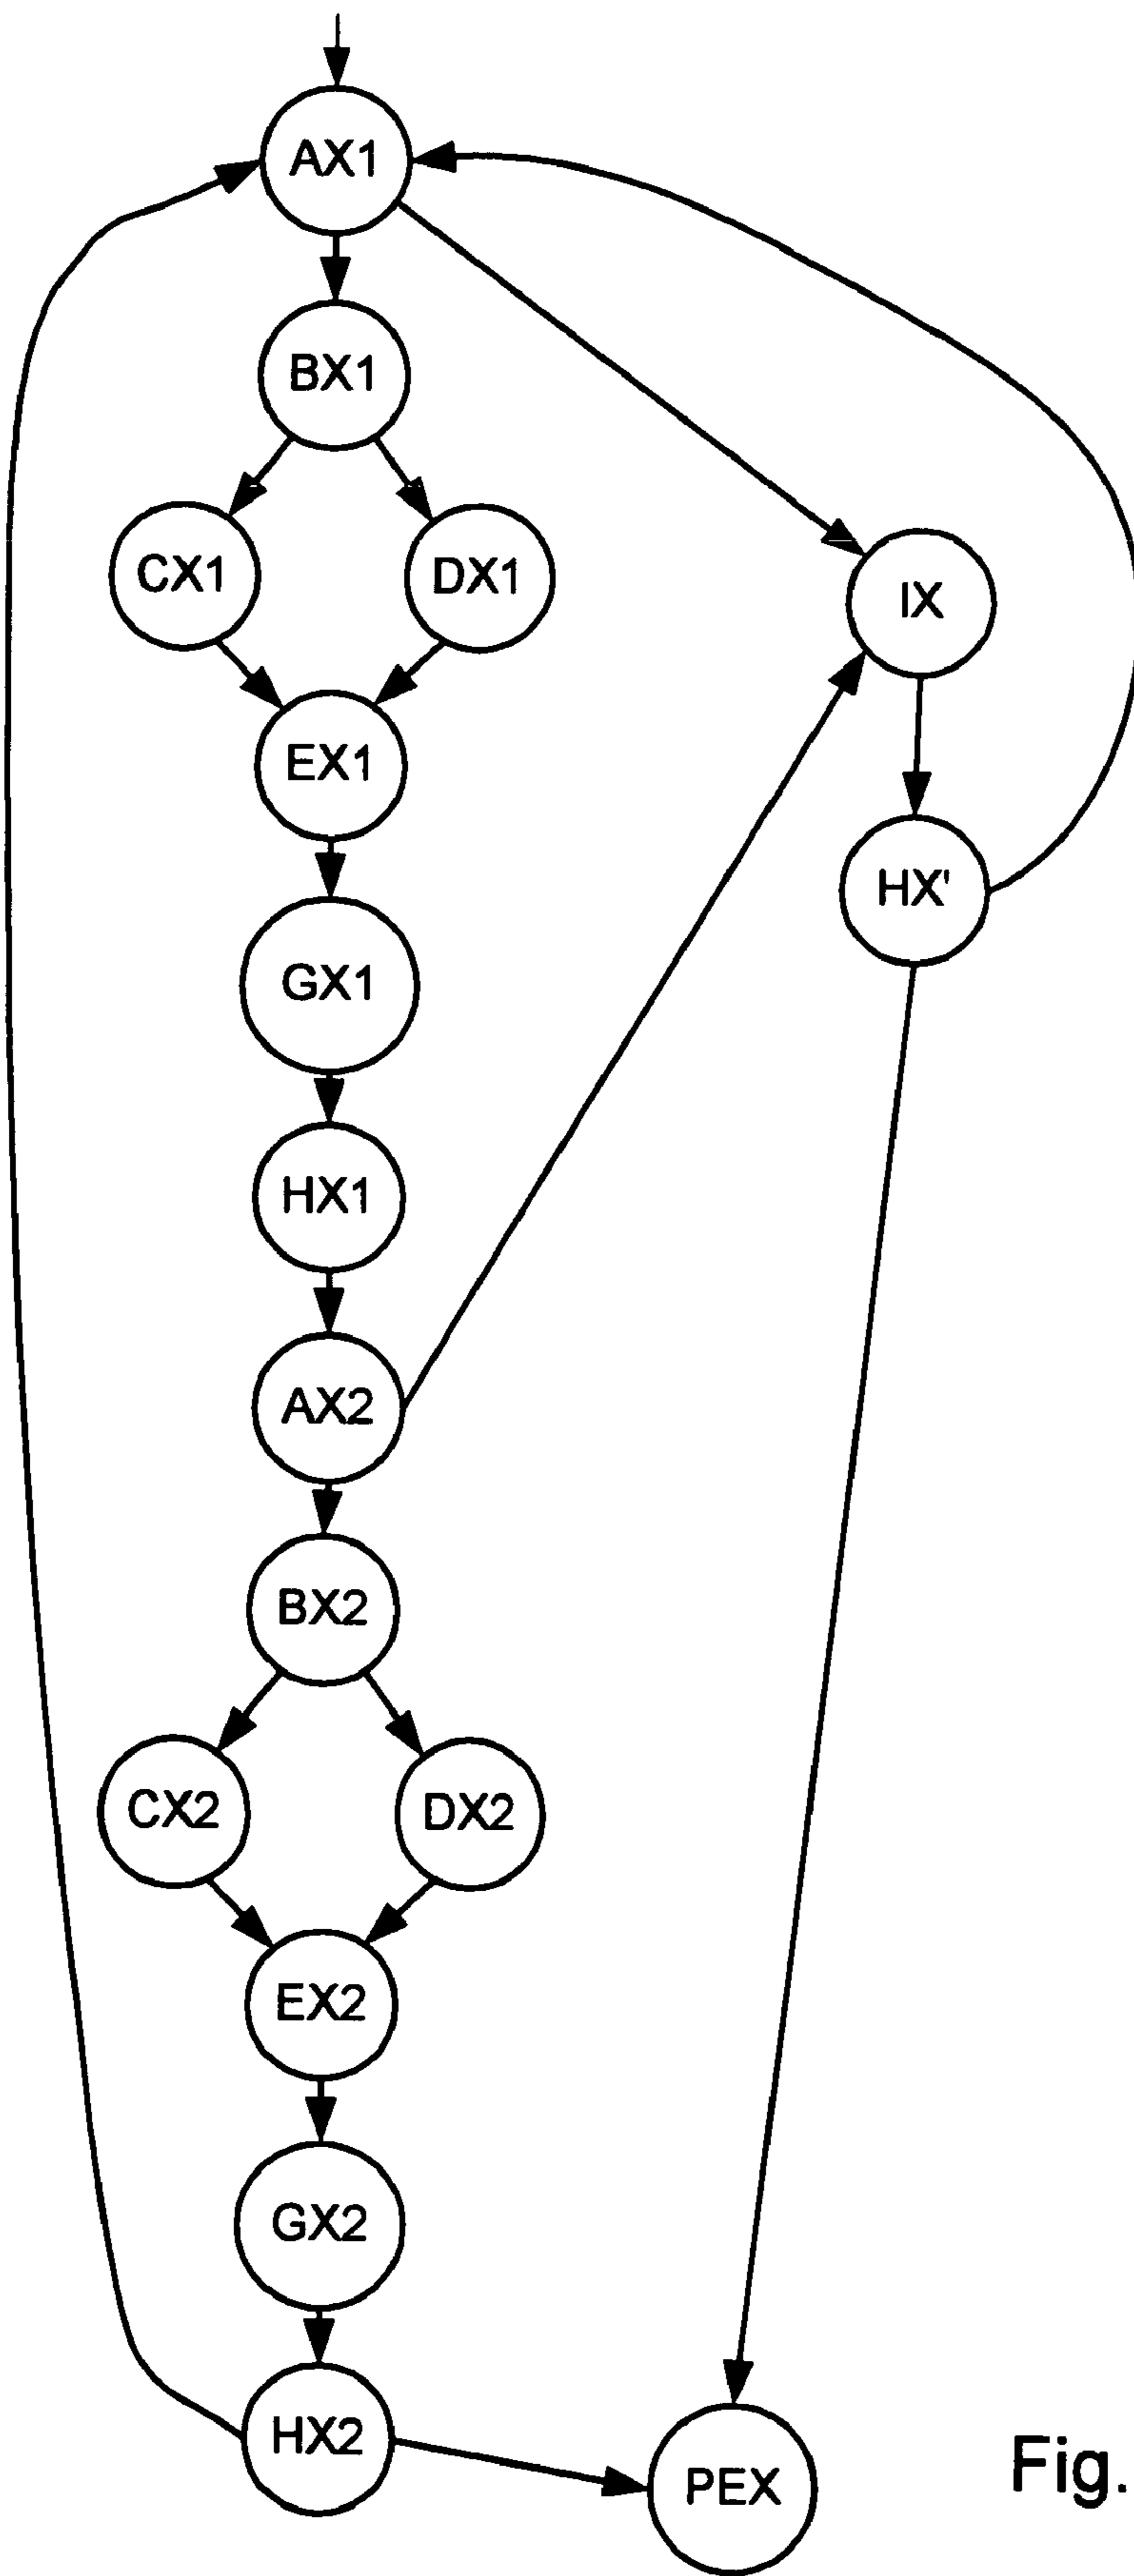 AX1
BX1
CX1 DX1
IX
EX1
HX'
GX1
HX1
AX2
BX2
CX2 DX2
EX2
GX2
HX2
PEX
Fig.